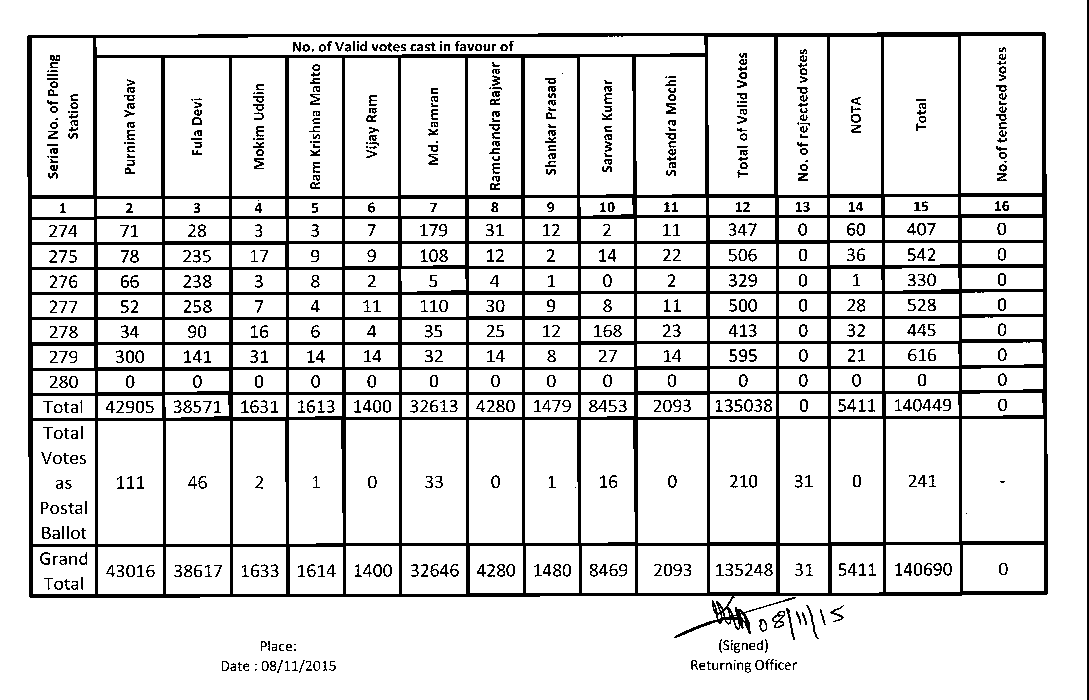 No. of Valid votes cast in favour of
Serial No. of Polling Station | Purnima Yadav | Fula Devi | Mokim Uddin | Ram Krishna Mahto | Vijay Ram | Md. Kamran | Ramchandra Rajwar | Shankar Prasad | Sarwan Kumar | Satendra Mochi | Total of Valid Votes | No. of rejected votes | NOTA | Total | No.of tendered votes
1 2 3 4 5 6 7 8 9 10 11 12 13 14 15 16
274 71 28 3 3 7 179 31 12 2 11 347 0 60 407 0
275 78 235 17 9 9 108 12 2 14 22 506 0 36 542 0
276 66 238 3 8 2 5 4 1 0 2 329 0 1 330 0
277 52 258 7 4 11 110 30 9 8 11 500 0 28 528 0
278 34 90 16 6 4 35 25 12 168 23 413 0 32 445 0
279 300 141 31 14 14 32 14 8 27 14 595 0 21 616 0
280 0 0 0 0 0 0 0 0 0 0 0 0 0 0 0
Total 42905 38571 1631 1613 1400 32613 4280 1479 8453 2093 135038 0 5411 140449 0
Total
Votes
as 111 46 2 1 0 33 0 1 16 0 210 31 0 241 -
Postal
Ballot
Grand
Total 43016 38617 1633 1614 1400 32646 4280 1480 8469 2093 135248 31 5411 140690 0
08/11/15
Place: (Signed)
Date : 08/11/2015 Returning Officer